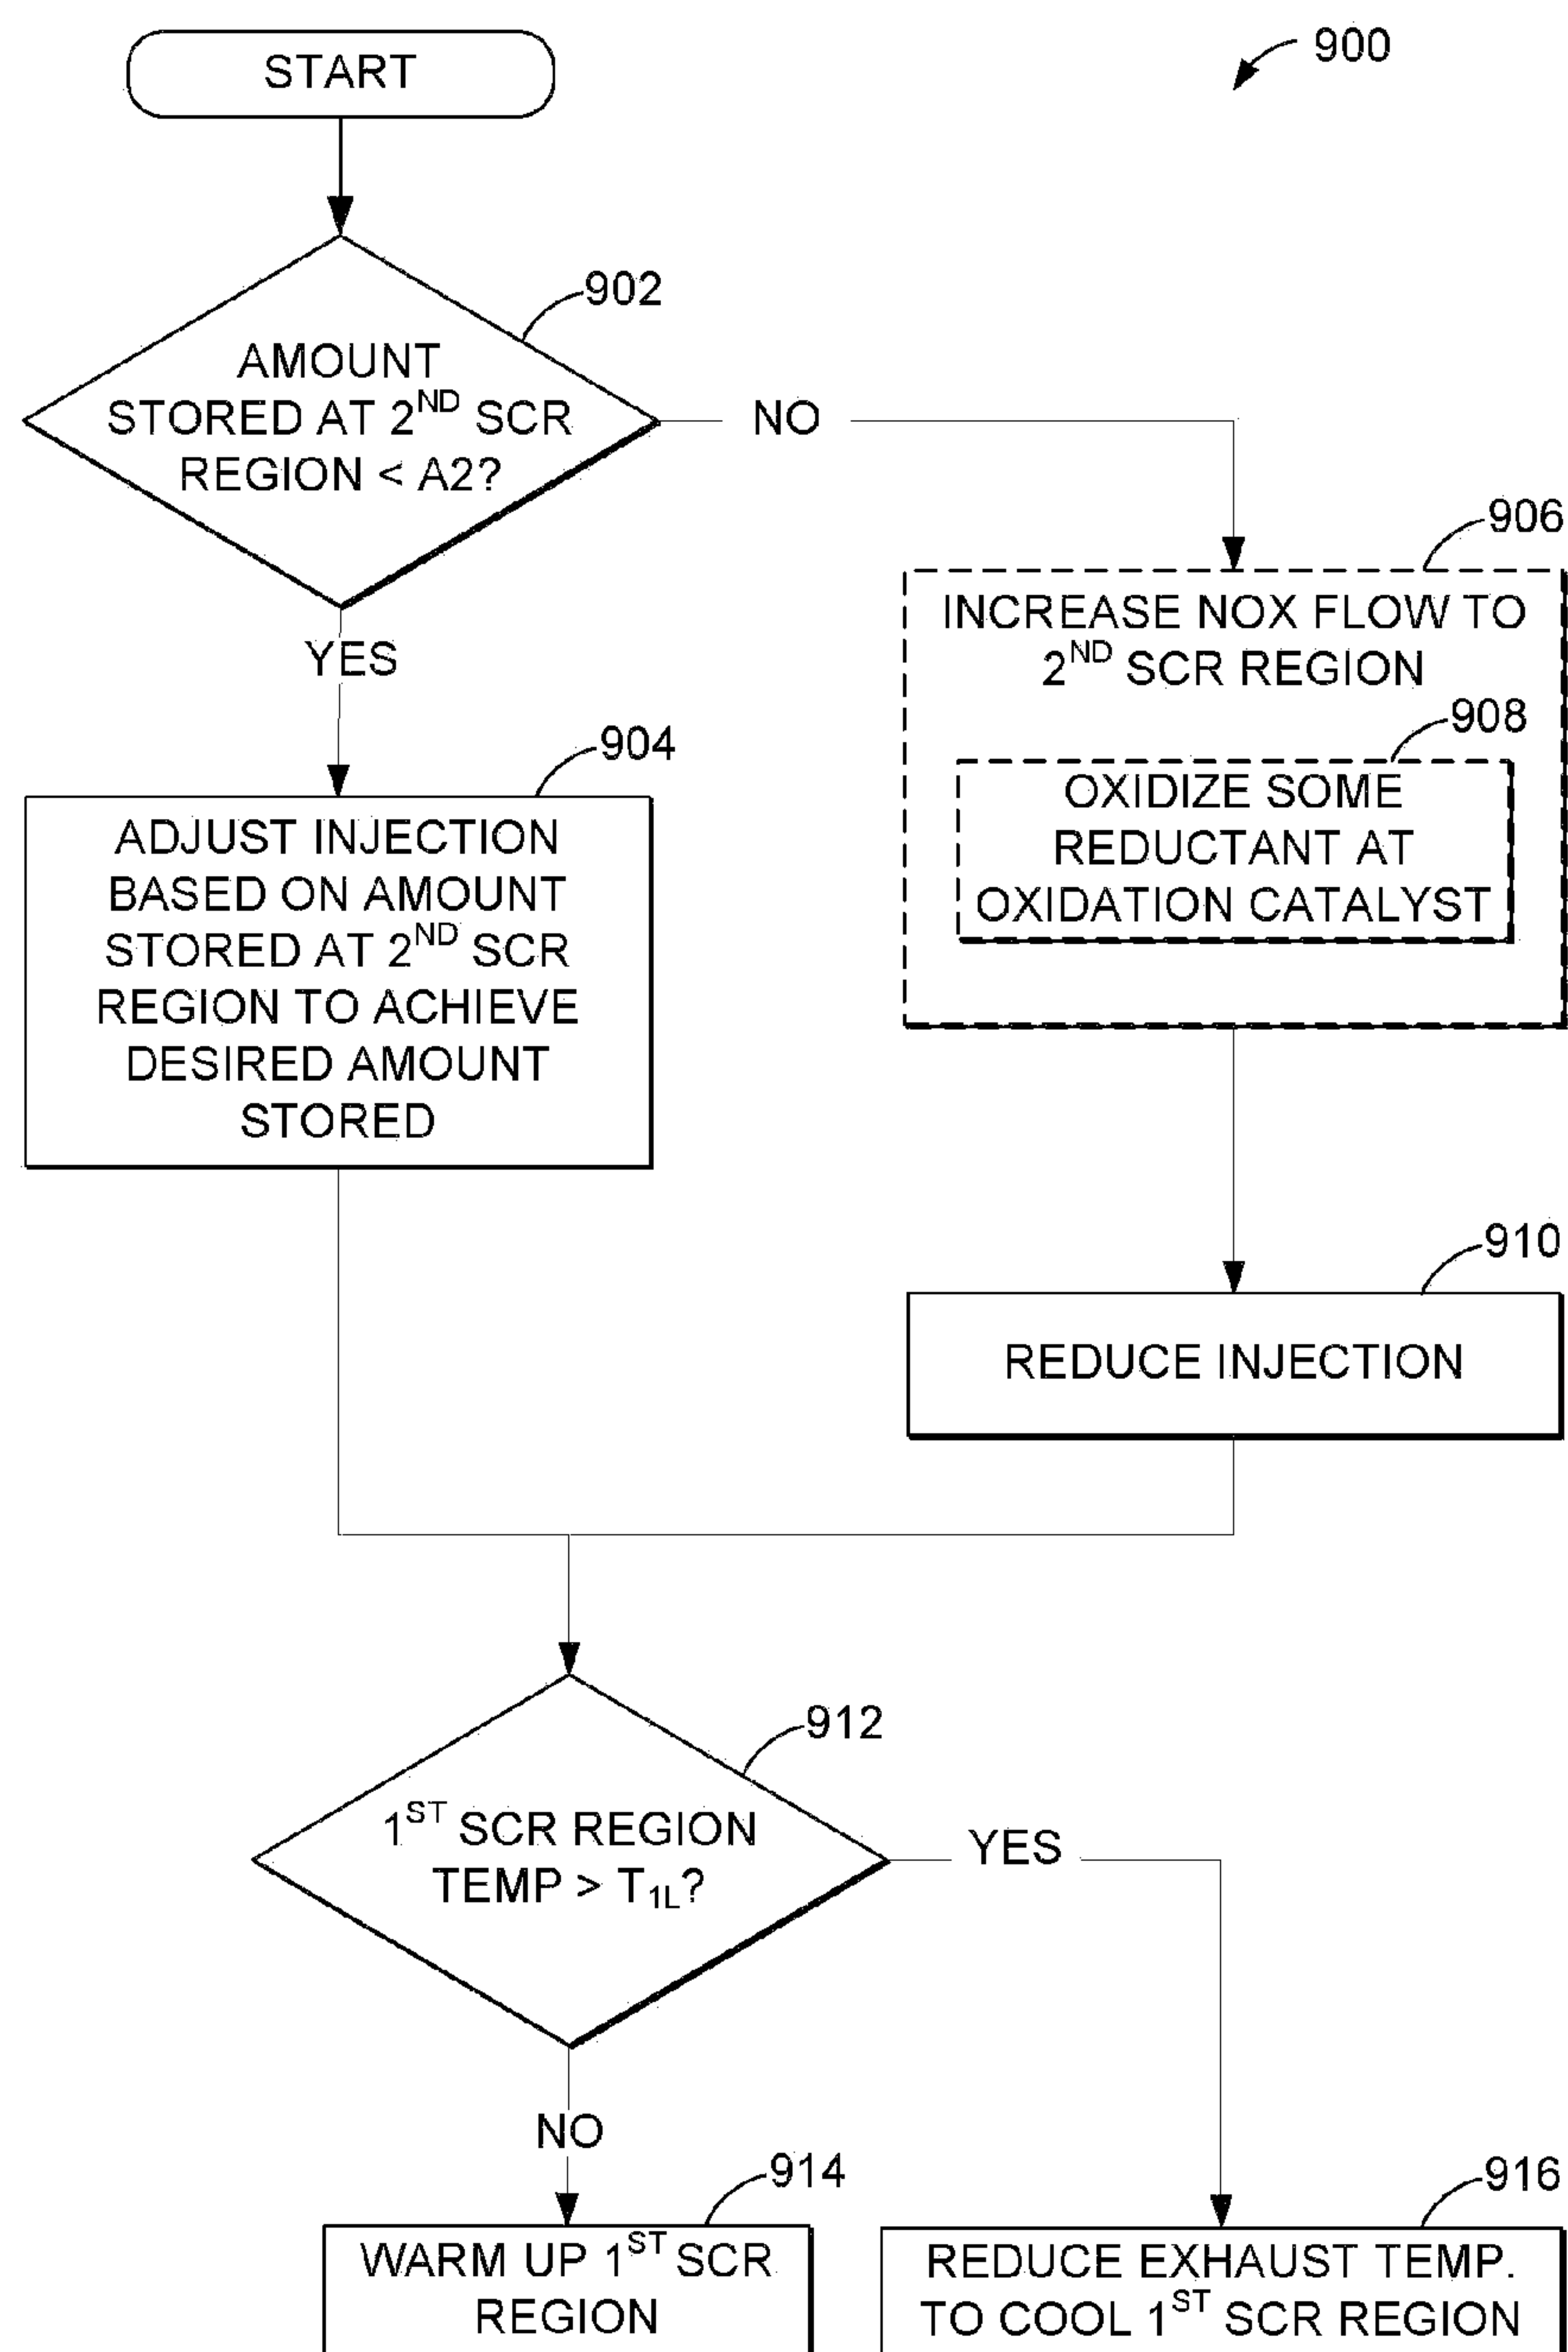 START
900
902
AMOUNT
STORED AT 2ND SCR
REGION < A2?
NO
YES
904
ADJUST INJECTION
BASED ON AMOUNT
STORED AT 2ND SCR
REGION TO ACHIEVE
DESIRED AMOUNT
STORED
906
INCREASE NOX FLOW TO
2ND SCR REGION
908
OXIDIZE SOME
REDUCTANT AT
OXIDATION CATALYST
910
REDUCE INJECTION
912
1ST SCR REGION
TEMP > T1L?
YES
NO
914
WARM UP 1ST SCR
REGION
916
REDUCE EXHAUST TEMP.
TO COOL 1ST SCR REGION